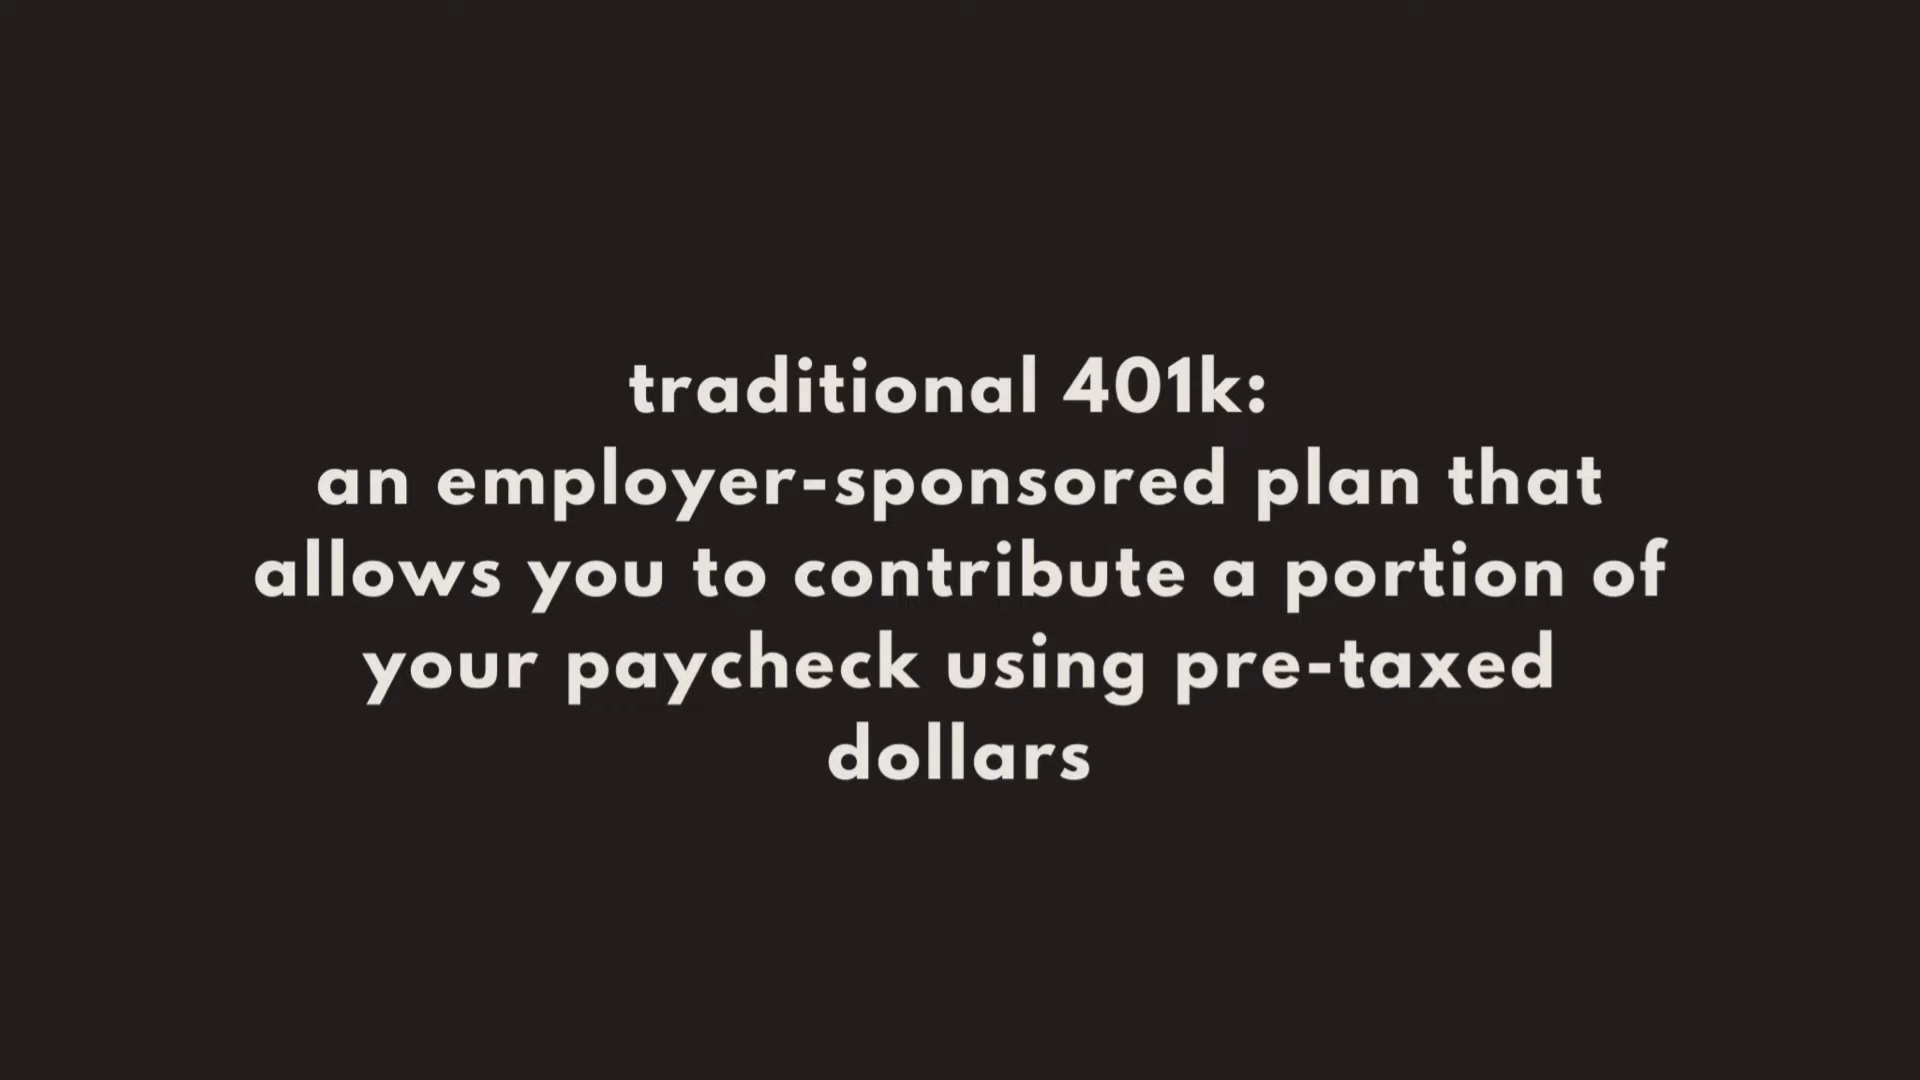 traditional 401k:
an employer-sponsored plan that
allows you to contribute a portion of
your paycheck using pre-taxed
dollars